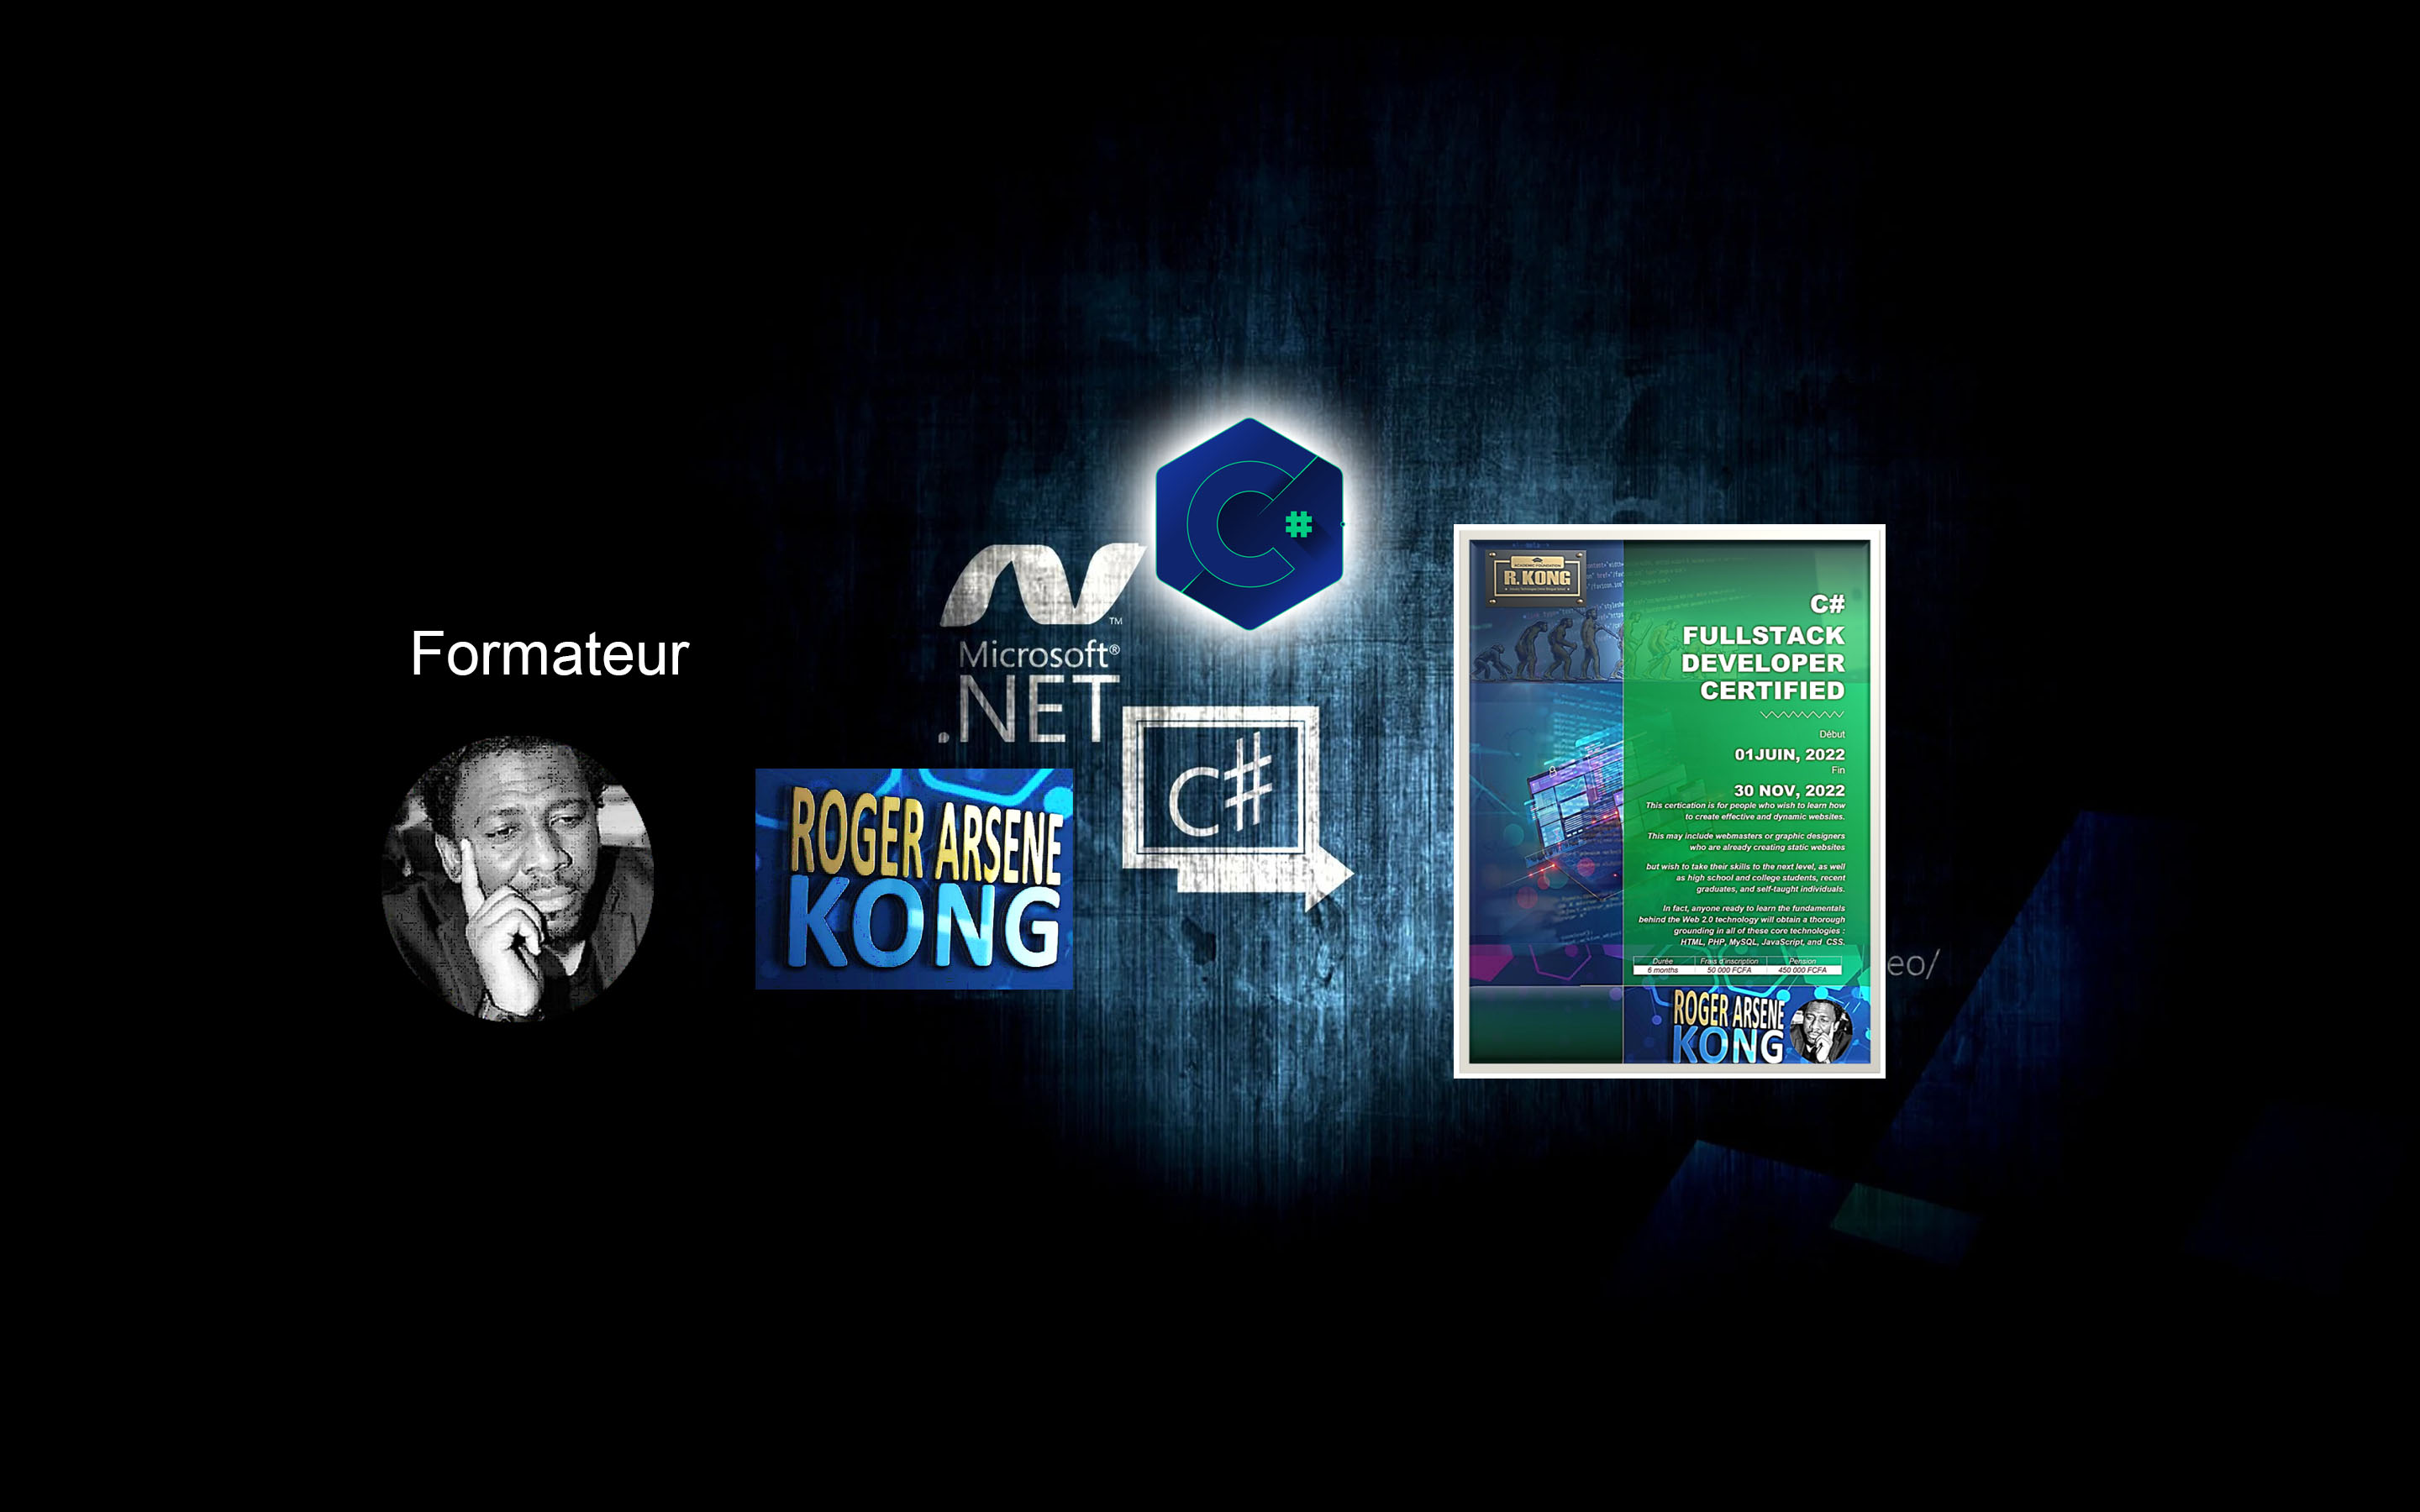 Formateur
ROGER ARSENE
KONG
™
Microsoft®
.NET
C#
C#
R. KONG
C#
FULLSTACK
DEVELOPER
CERTIFIED
Début
01JUIN, 2022
Fin
30 NOV, 2022
This certication is for people who wish to learn how
to create effective and dynamic websites.
This may include webmasters or graphic designers
who are already creating static websites
but wish to take their skills to the next level, as well
as high school and college students, recent
graduates, and self-taught individuals.
In fact, anyone ready to learn the fundamentals
behind the Web 2.0 technology will obtain a thorough
grounding in all of these core technologies :
HTML, PHP, MySQL, JavaScript, and CSS.
Durée Frais d'inscription Pension
6 months 50 000 FCFA 450 000 FCFA
ROGER ARSENE
KONG
eo/